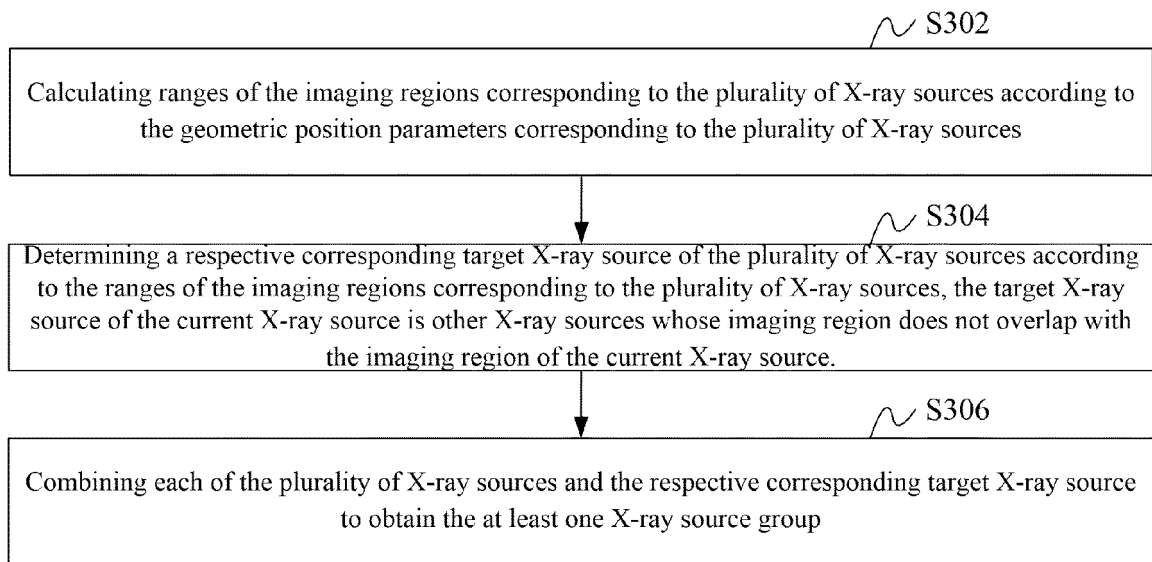 S302
Calculating ranges of the imaging regions corresponding to the plurality of X-ray sources according to
the geometric position parameters corresponding to the plurality of X-ray sources
S304
Determining a respective corresponding target X-ray source of the plurality of X-ray sources according
to the ranges of the imaging regions corresponding to the plurality of X-ray sources, the target X-ray
source of the current X-ray source is other X-ray sources whose imaging region does not overlap with
the imaging region of the current X-ray source.
S306
Combining each of the plurality of X-ray sources and the respective corresponding target X-ray source
to obtain the at least one X-ray source group